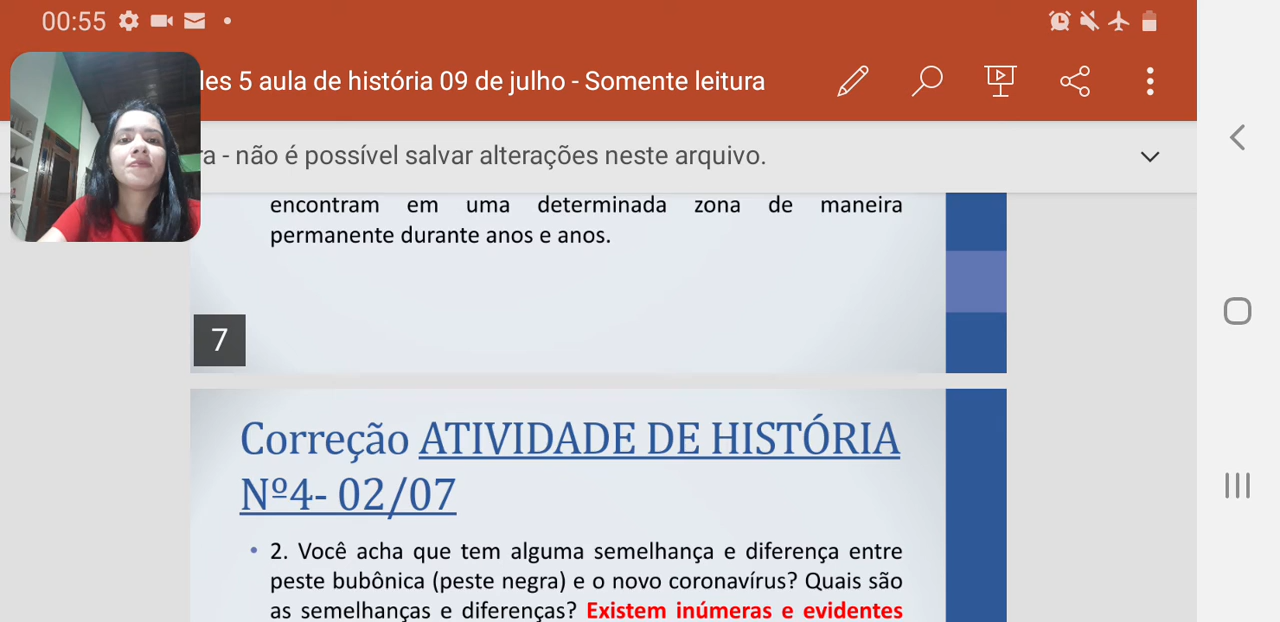 00:55
les 5 aula de história 09 de julho - Somente leitura
ra - não é possível salvar alterações neste arquivo.
encontram em uma determinada zona de maneira
permanente durante anos e anos.
7
Correção ATIVIDADE DE HISTÓRIA
Nº4- 02/07
• 2. Você acha que tem alguma semelhança e diferença entre
peste bubônica (peste negra) e o novo coronavírus? Quais são
as semelhanças e diferenças? Existem inúmeras e evidentes